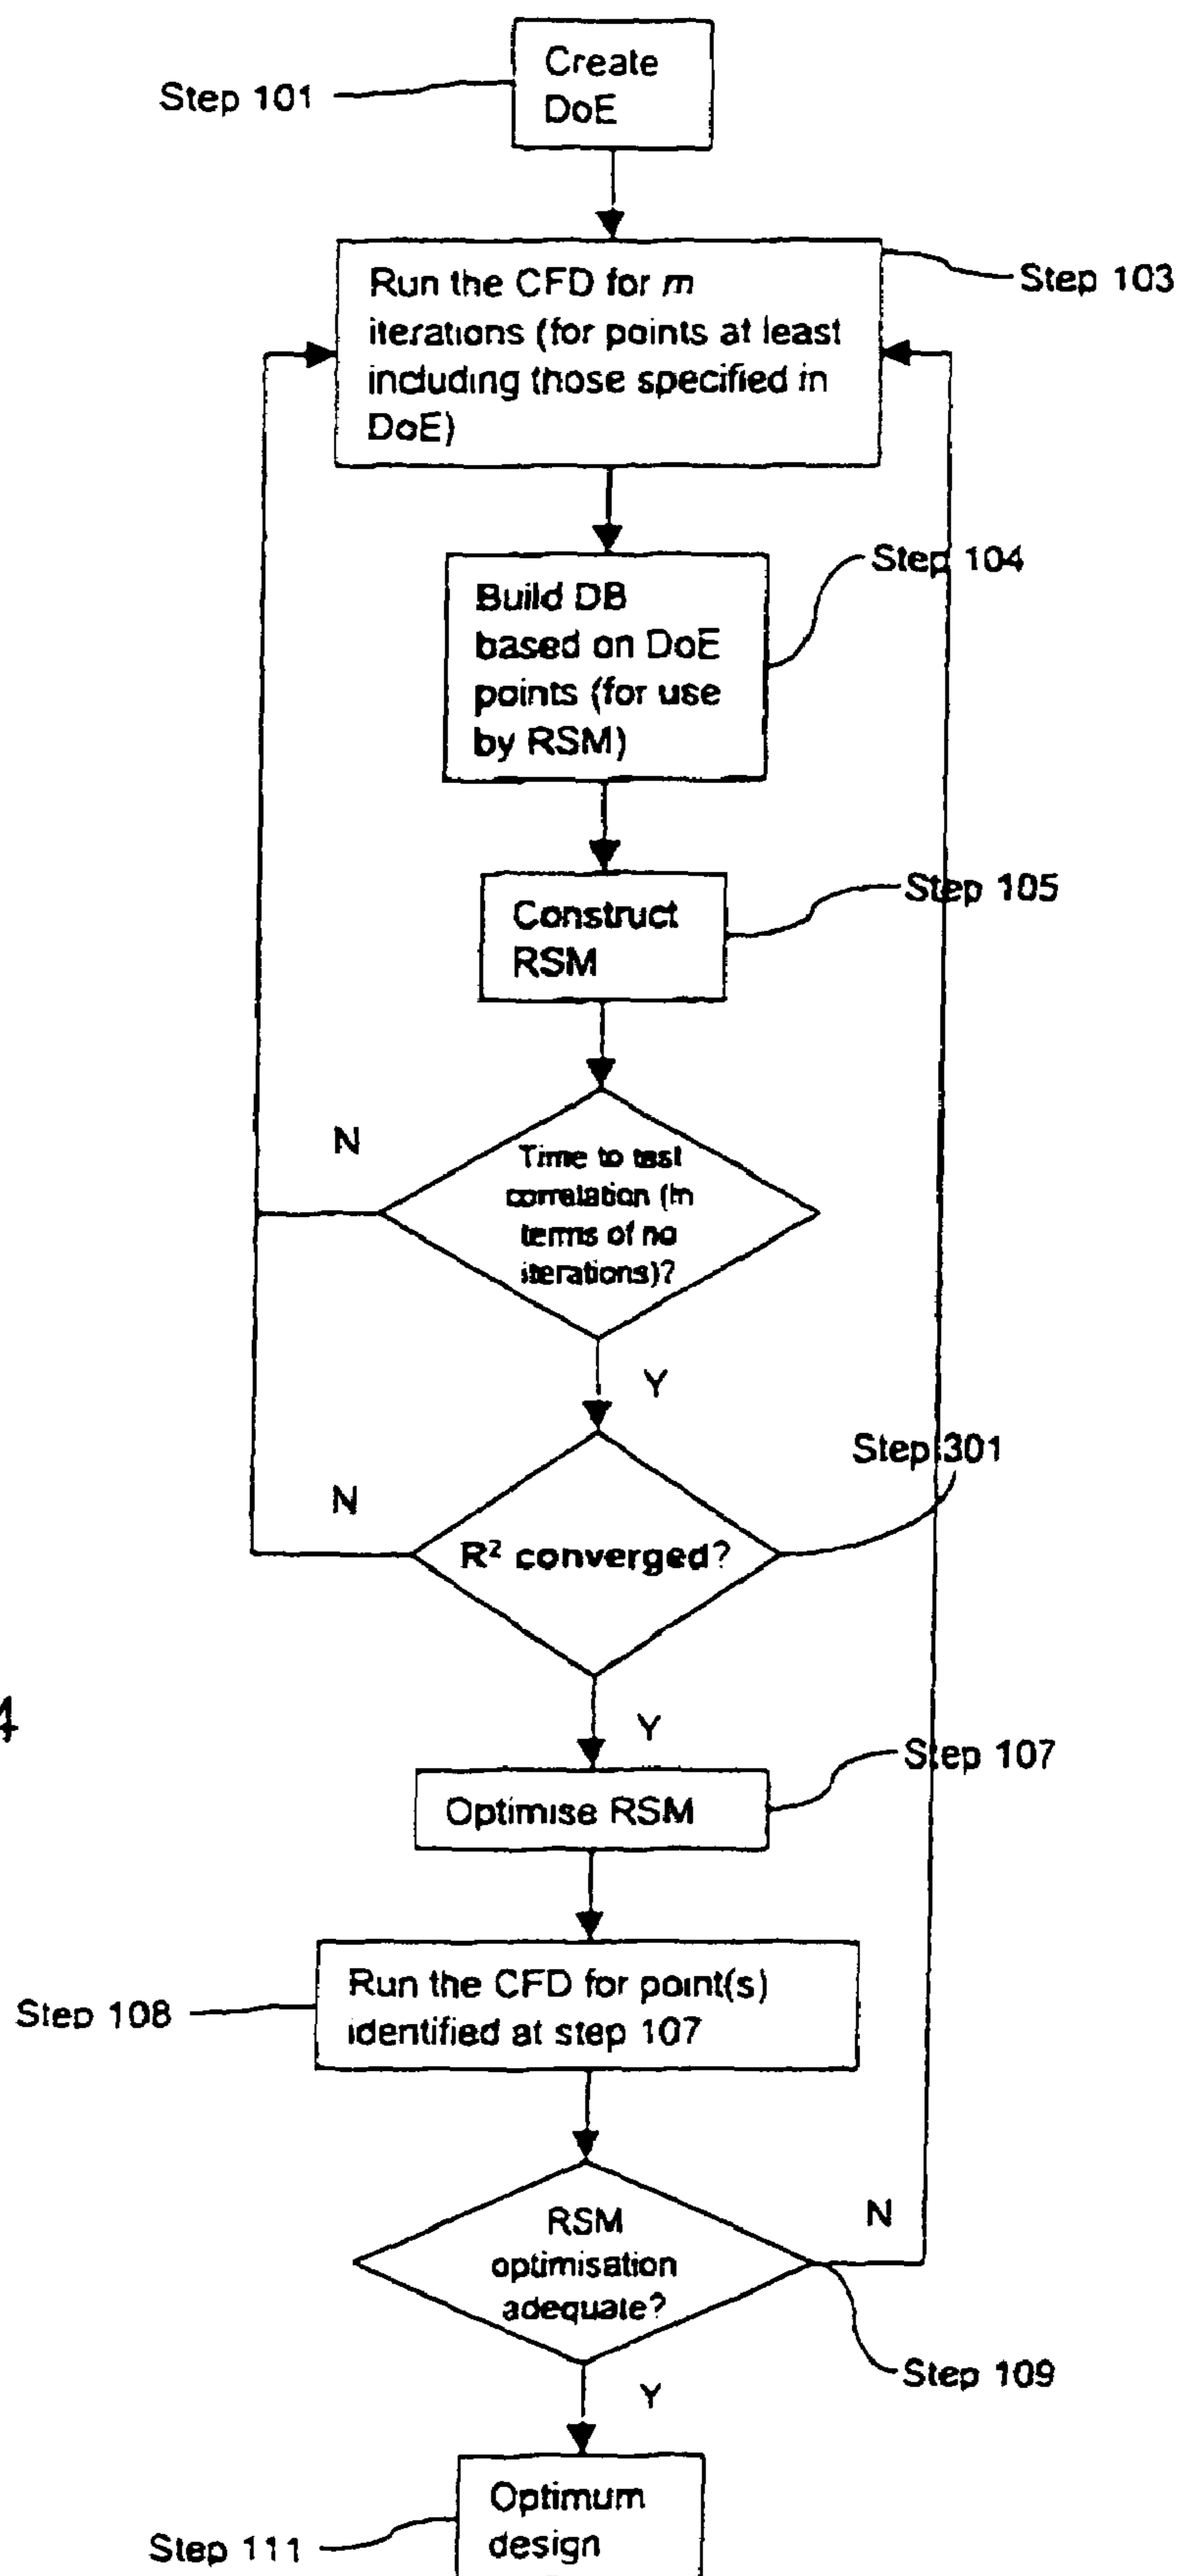 Create
DoE
Step 101
Run the CFD for m
iterations (for points at least
including those specified in
DoE)
Step 103
Build DB
based on DoE
points (for use
by RSM)
Step 104
Construct
RSM
Step 105
N
Time to test
correlation (in
terms of no
iterations)?
Y
Step 301
N
R² converged?
4
Y
Step 107
Optimise RSM
Run the CFD for point(s)
identified at step 107
Step 108
N
RSM
optimisation
adequate?
Step 109
Y
Optimum
design
Step 111